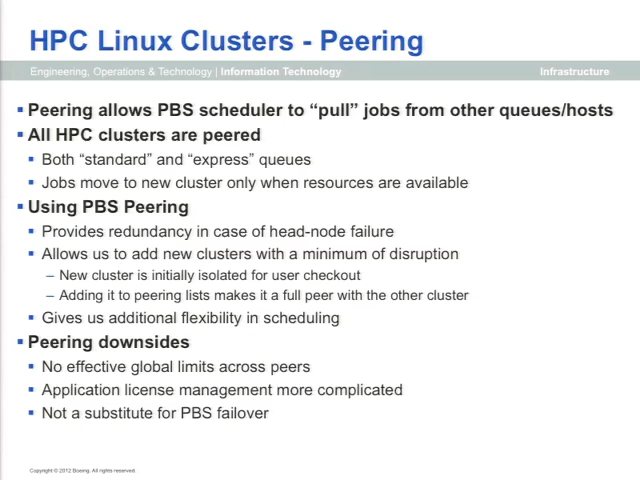 HPC Linux Clusters - Peering
Engineering, Operations & Technology | Information Technology
Infrastructure
Peering allows PBS scheduler to “pull” jobs from other queues/hosts
All HPC clusters are peered
Both “standard” and “express” queues
Jobs move to new cluster only when resources are available
Using PBS Peering
Provides redundancy in case of head-node failure
Allows us to add new clusters with a minimum of disruption
– New cluster is initially isolated for user checkout
– Adding it to peering lists makes it a full peer with the other cluster
Gives us additional flexibility in scheduling
Peering downsides
No effective global limits across peers
Application license management more complicated
Not a substitute for PBS failover
Copyright © 2012 Boeing. All rights reserved.